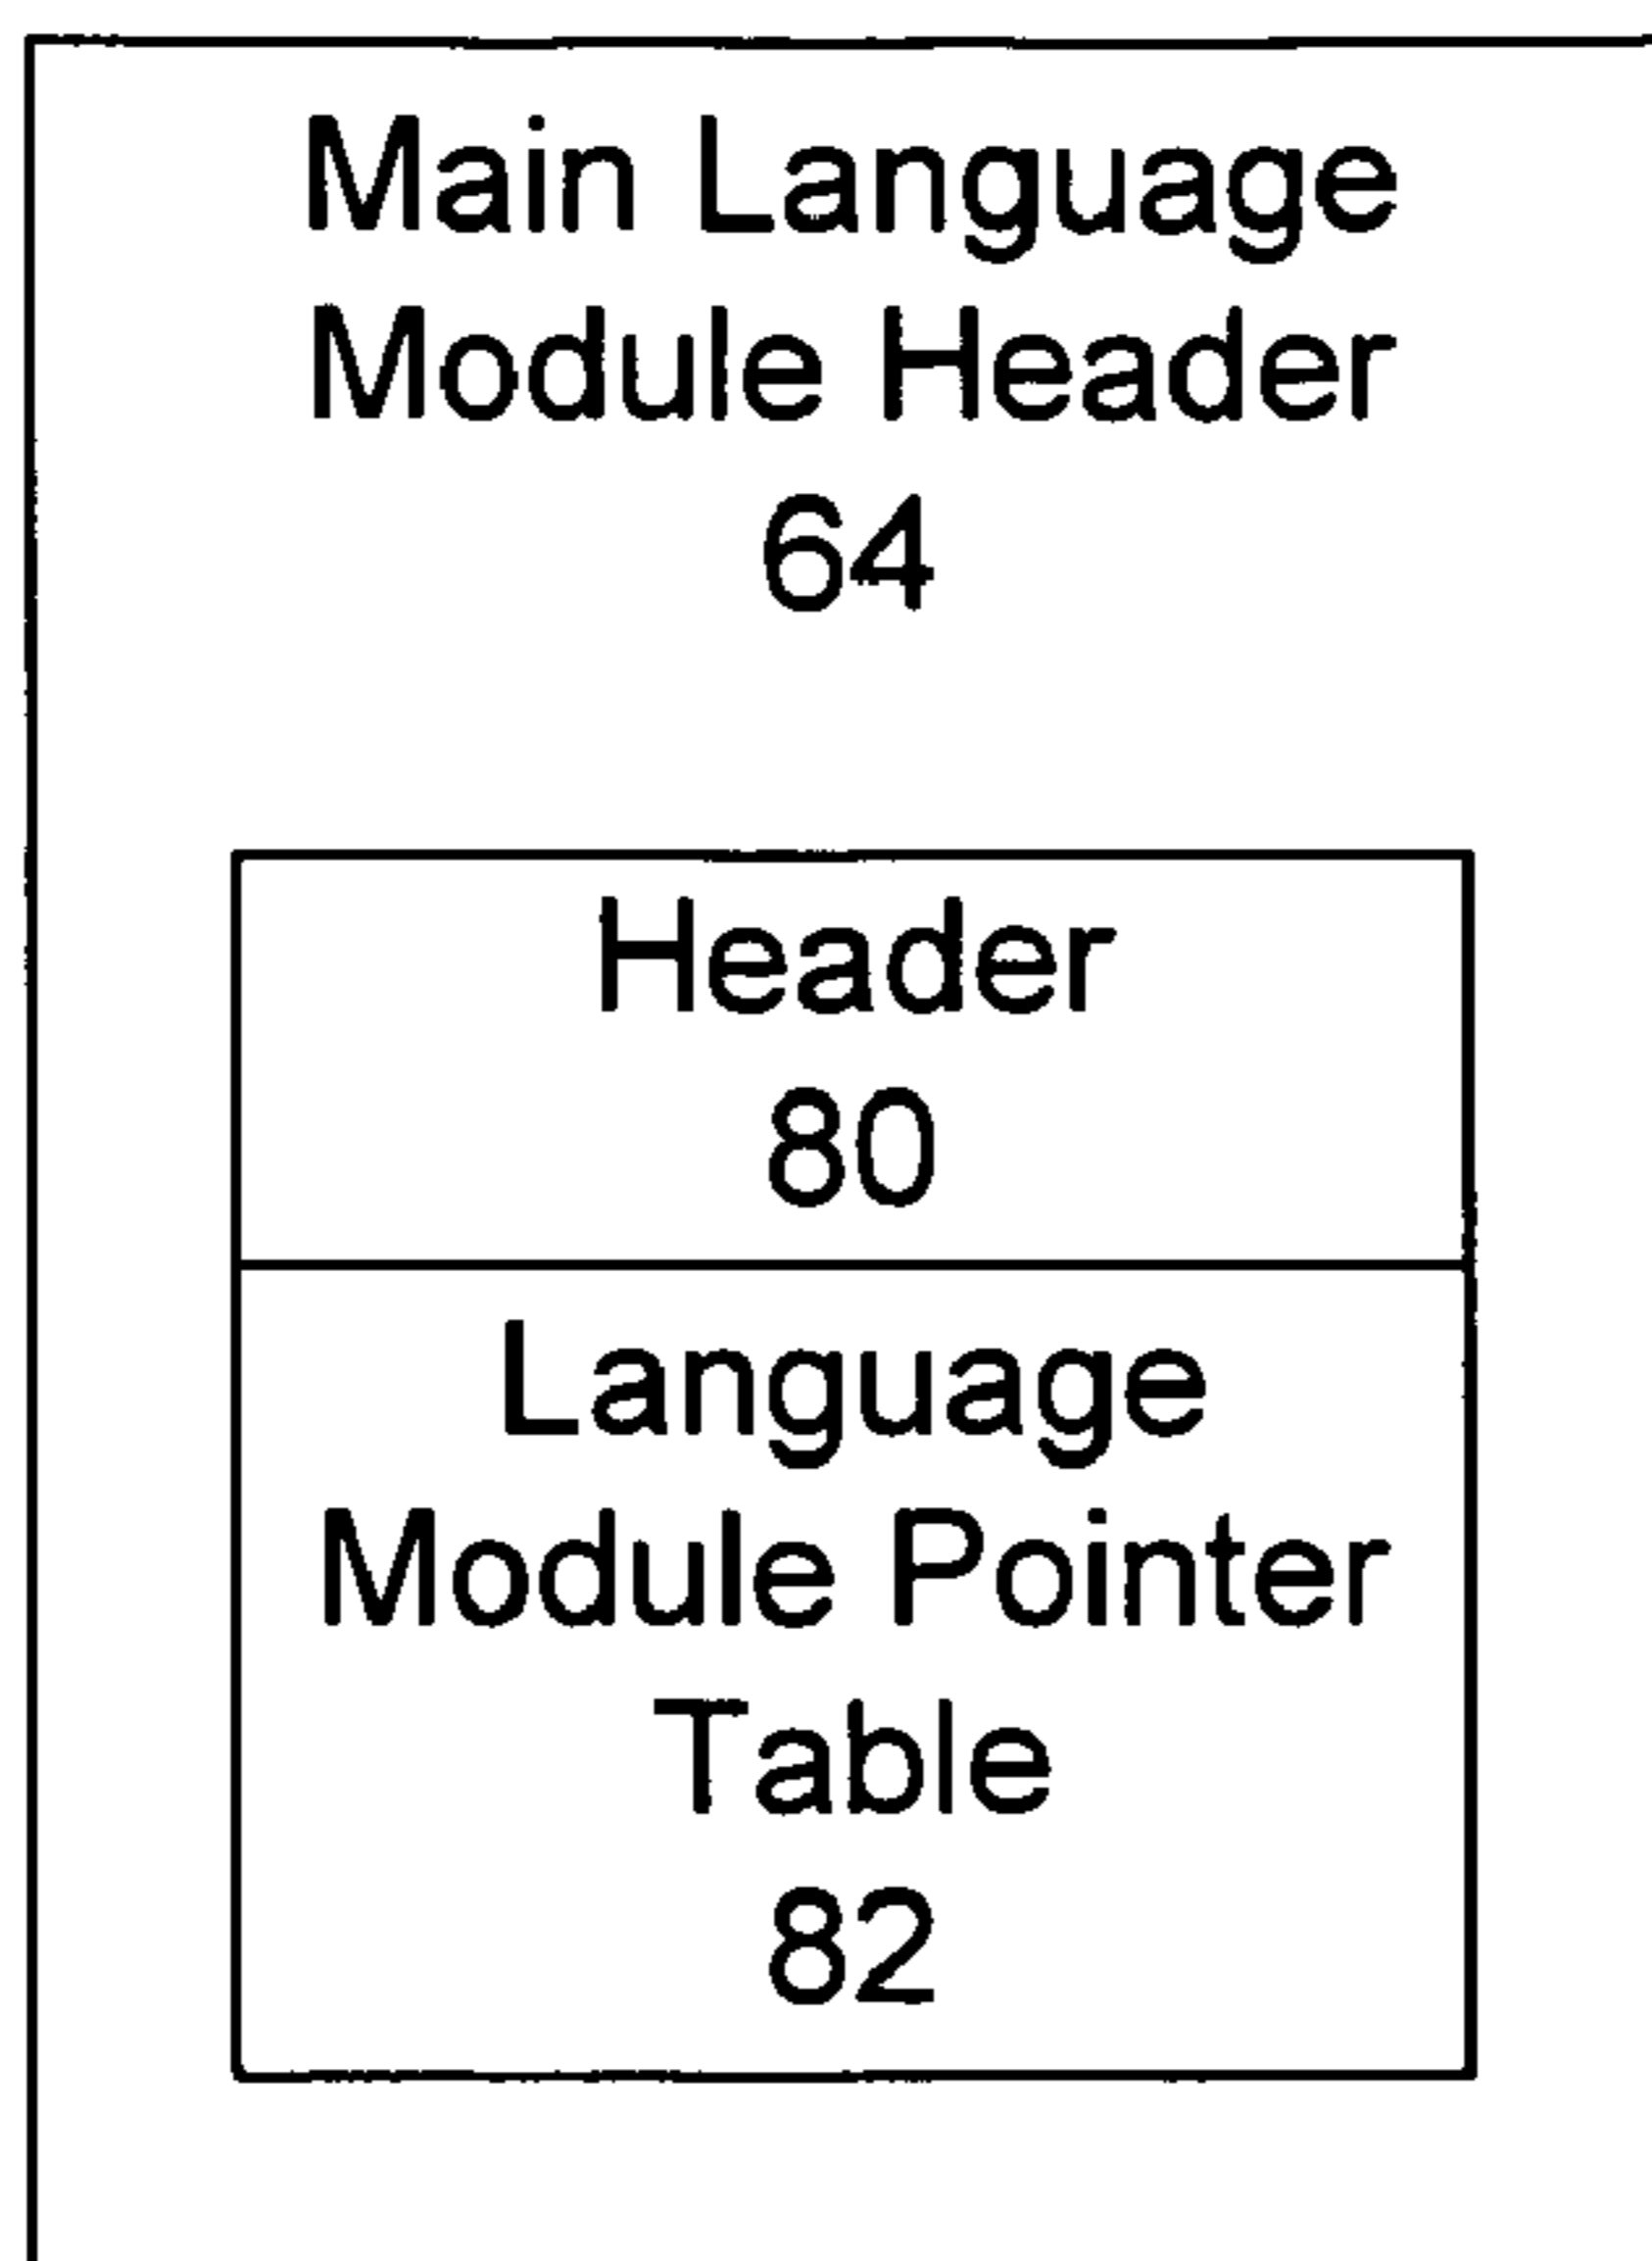 Main Language
Module Header
64
Header
80
Language
Module Pointer
Table
82